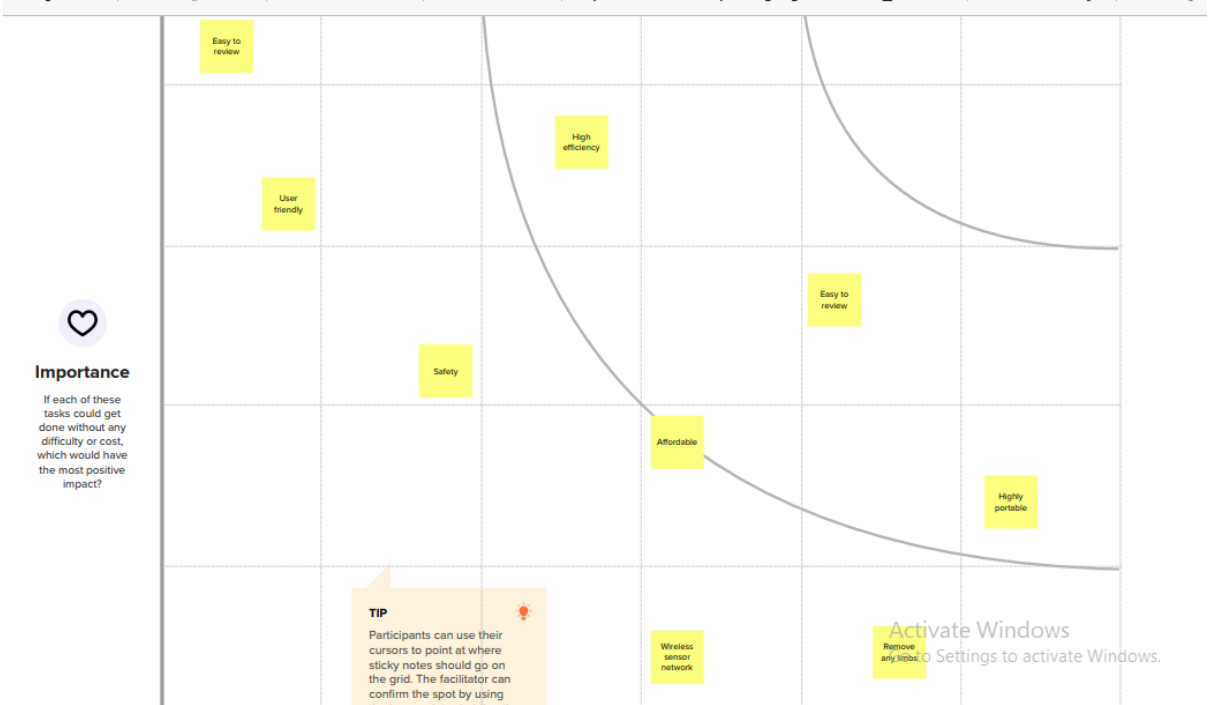 Easy to
review
High
efficiency
User
friendly
Easy to
review
Importance
If each of these
tasks could get
done without any
difficulty or cost,
which would have
the most positive
impact?
Safety
Affordable
Highly
portable
TIP
Participants can use their
cursors to point at where
sticky notes should go on
the grid. The facilitator can
confirm the spot by using
Wireless
sensor
network
Remove
any limbs
Activate Windows
to Settings to activate Windows.